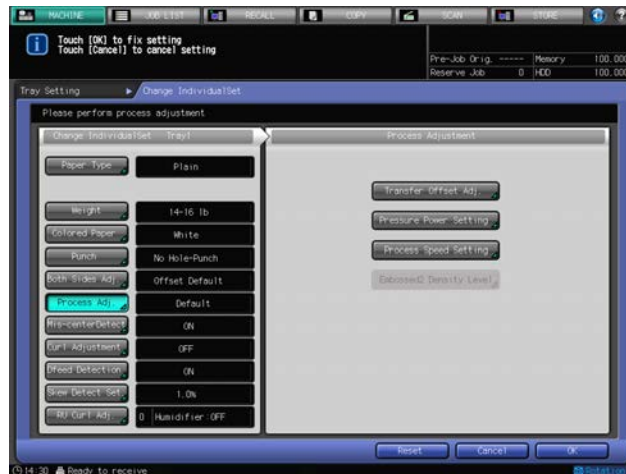 MACHINE JOB LIST RECALL COPY SCAN STORE
Touch [OK] to fix setting
Touch [Cancel] to cancel setting
Pre-Job Orig. ----- Memory 100.000
Reserve Job 0 HDD 100.000
Tray Setting Change IndividualSet
Please perform process adjustment
Change IndividualSet Tray1 Process Adjustment
Paper Type Plain
Transfer Offset Adj.
Weight 14-16 lb
Pressure Power Setting
Colored Paper White
Punch No Hole-Punch
Process Speed Setting
Both Sides Adj. Offset Default
Embossed2 Density Level
Process Adj. Default
Mis-centerDetect ON
Curl Adjustment OFF
Dfeed Detection ON
Skew Detect Set. 1.0%
RU Curl Adj. 0 Humidifier:OFF
Reset Cancel OK
14:30 Ready to receive Rotation